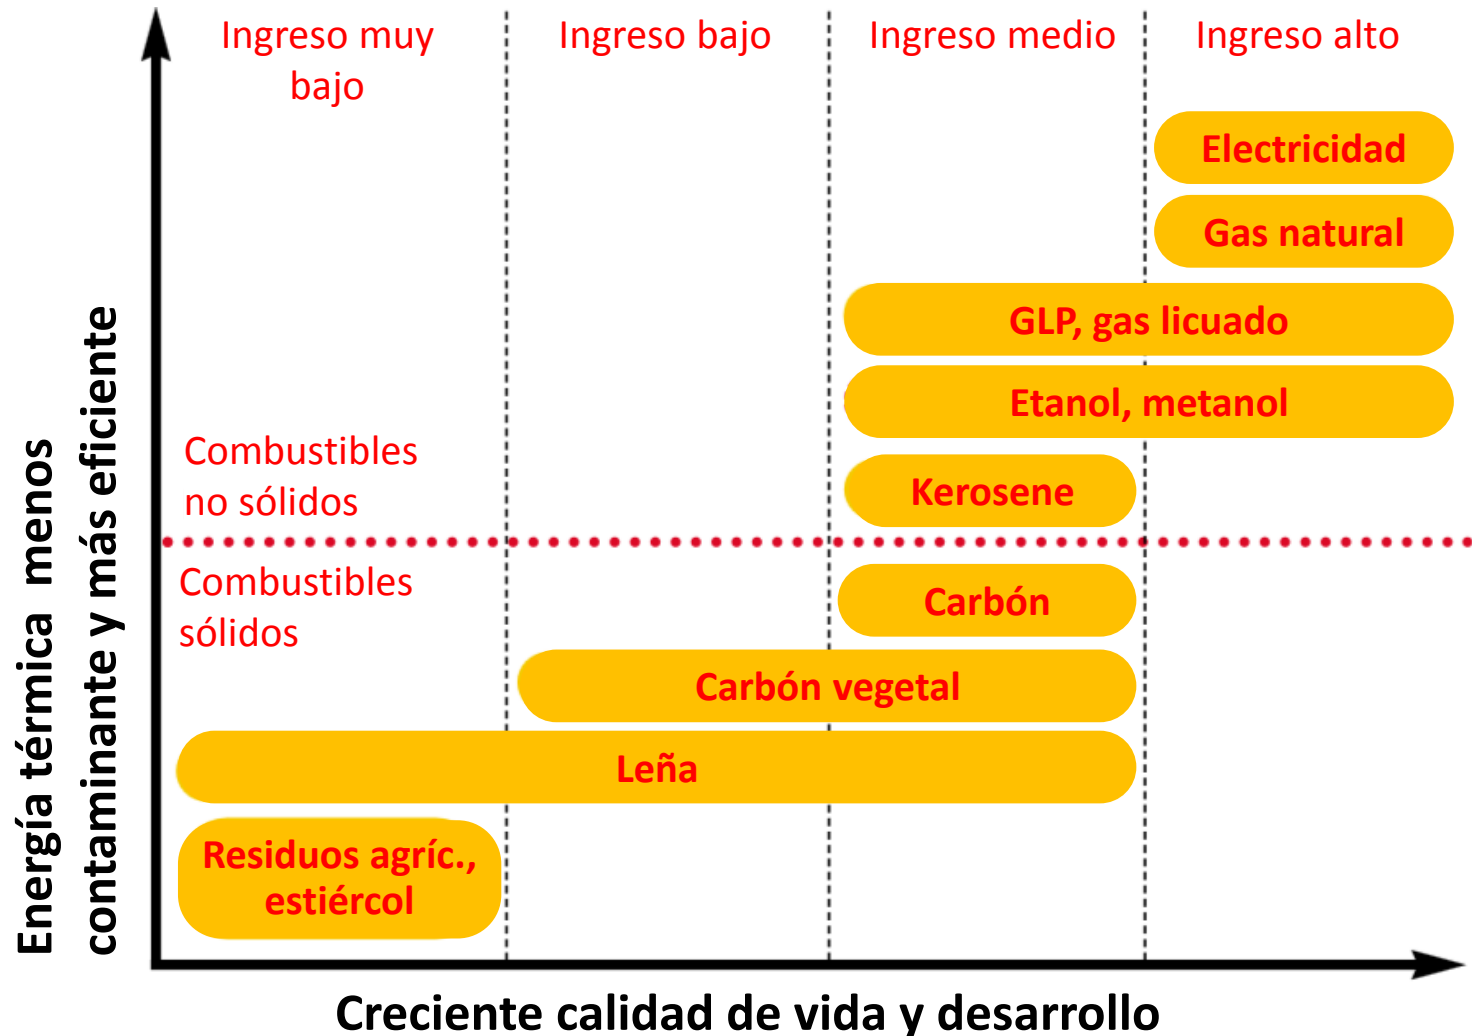 Ingreso muy
bajo
Ingreso bajo
Ingreso medio
Ingreso alto
Electricidad
Gas natural
GLP, gas licuado
Etanol, metanol
Combustibles
no sólidos
Kerosene
Combustibles
sólidos
Carbón
Carbón vegetal
Leña
Residuos agríc.,
estiércol
Energía térmica menos
contaminante y más eficiente
Creciente calidad de vida y desarrollo